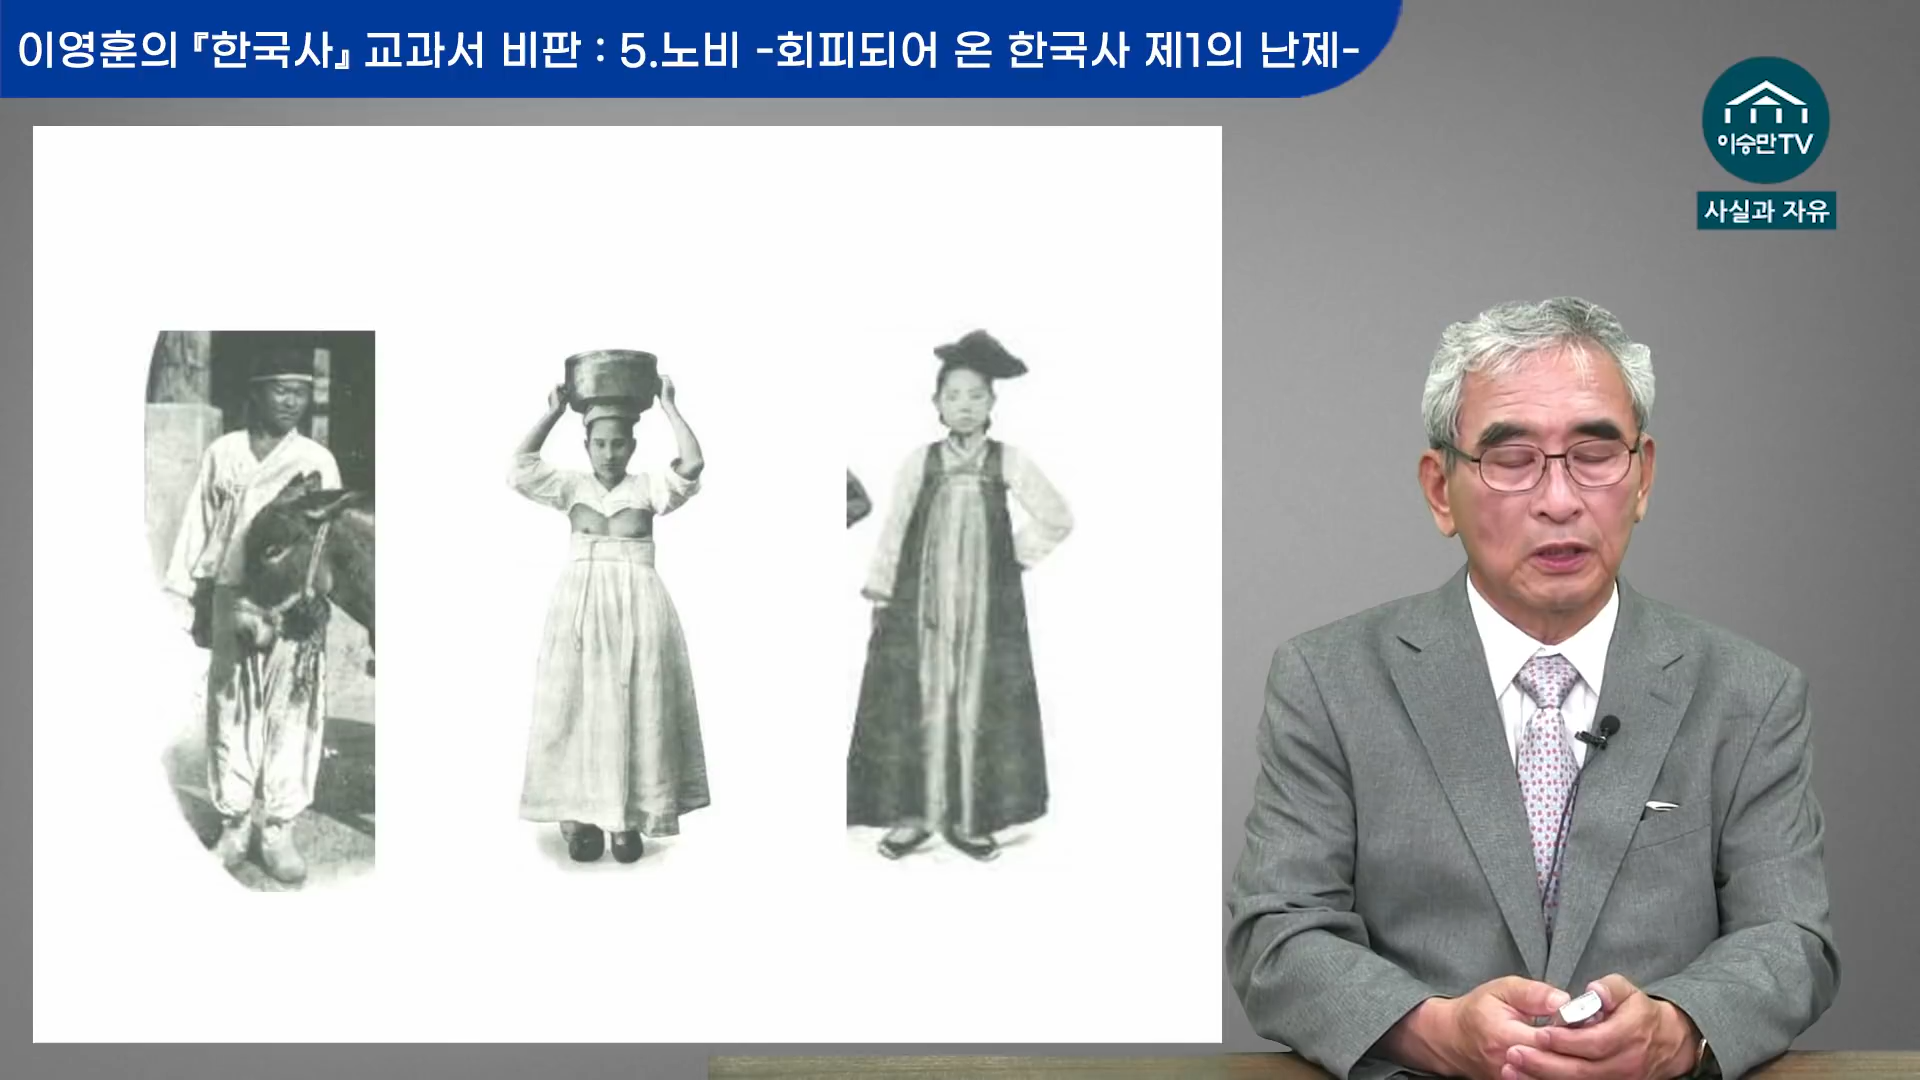 이영훈의 『한국사』 교과서 비판 : 5.노비 -회피되어 온 한국사 제1의 난제-
이승만TV
사실과 자유